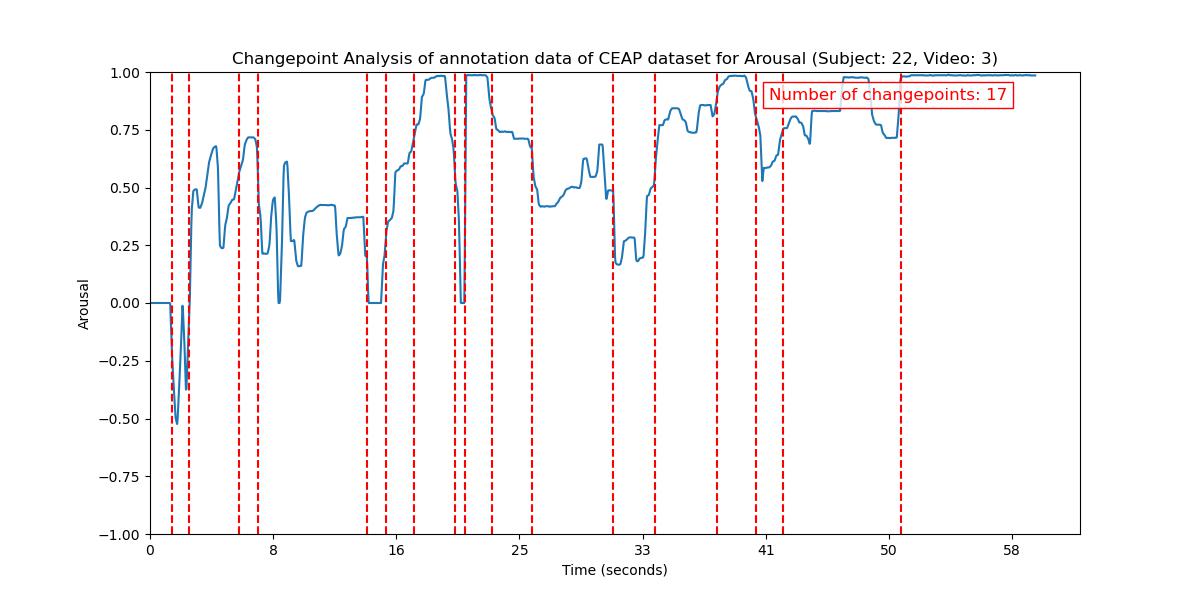 Changepoint Analysis of annotation data of CEAP dataset for Arousal (Subject: 22, Video: 3)
Number of changepoints: 17
Arousal
1.00
0.75
0.50
0.25
0.00
−0.25
−0.50
−0.75
−1.00
0 8 16 25 33 41 50 58
Time (seconds)